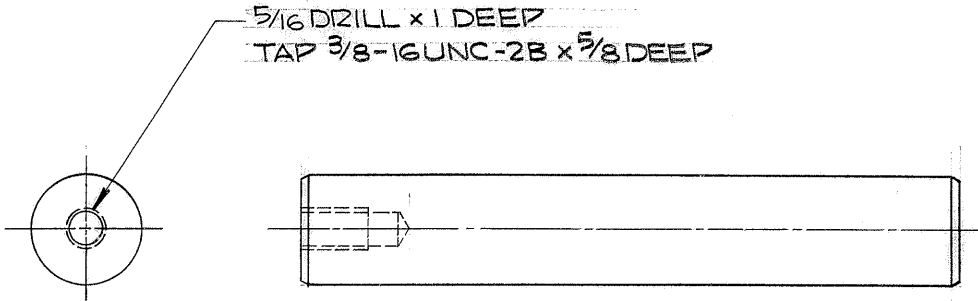 5/16 DRILL x 1 DEEP
TAP 3/8-16UNC-2B x 5/8 DEEP